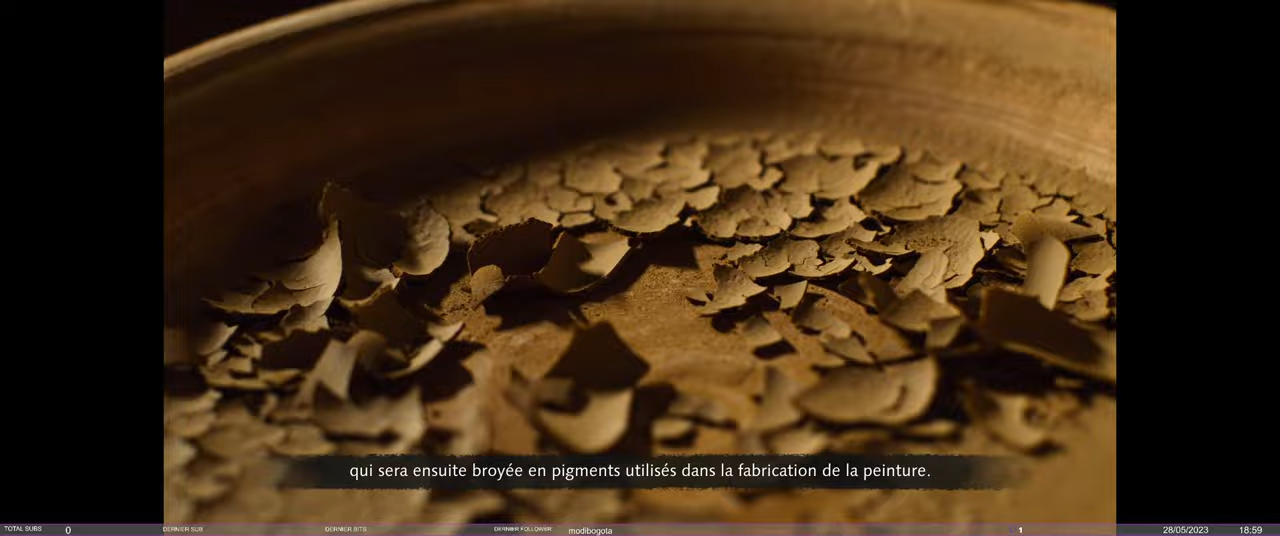 qui sera ensuite broyée en pigments utilisés dans la fabrication de la peinture.
TOTAL SUBS 0 DERNIER SUB DERNIER BITS DERNIER FOLLOWER modibogota 1 28/05/2023 18:59